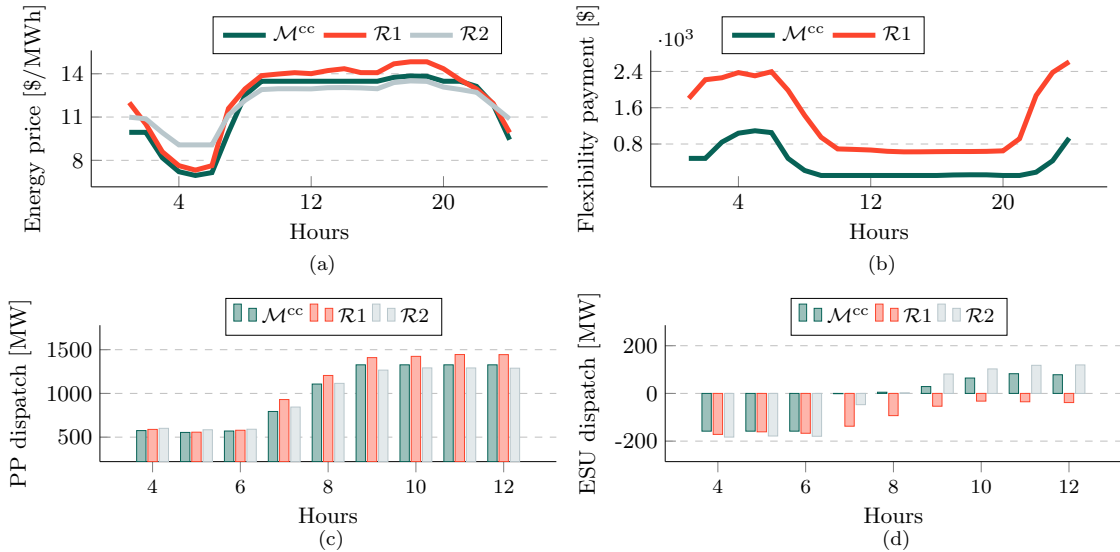 𝓜ᶜᶜ 𝓡1 𝓡2
Energy price [$/MWh]
14
11
8
4 12 20
Hours
(a)
𝓜ᶜᶜ 𝓡1
Flexibility payment [$]
·10³
2.4
1.6
0.8
4 12 20
Hours
(b)
𝓜ᶜᶜ 𝓡1 𝓡2
PP dispatch [MW]
1500
1000
500
4 6 8 10 12
Hours
(c)
𝓜ᶜᶜ 𝓡1 𝓡2
ESU dispatch [MW]
200
0
-200
4 6 8 10 12
Hours
(d)